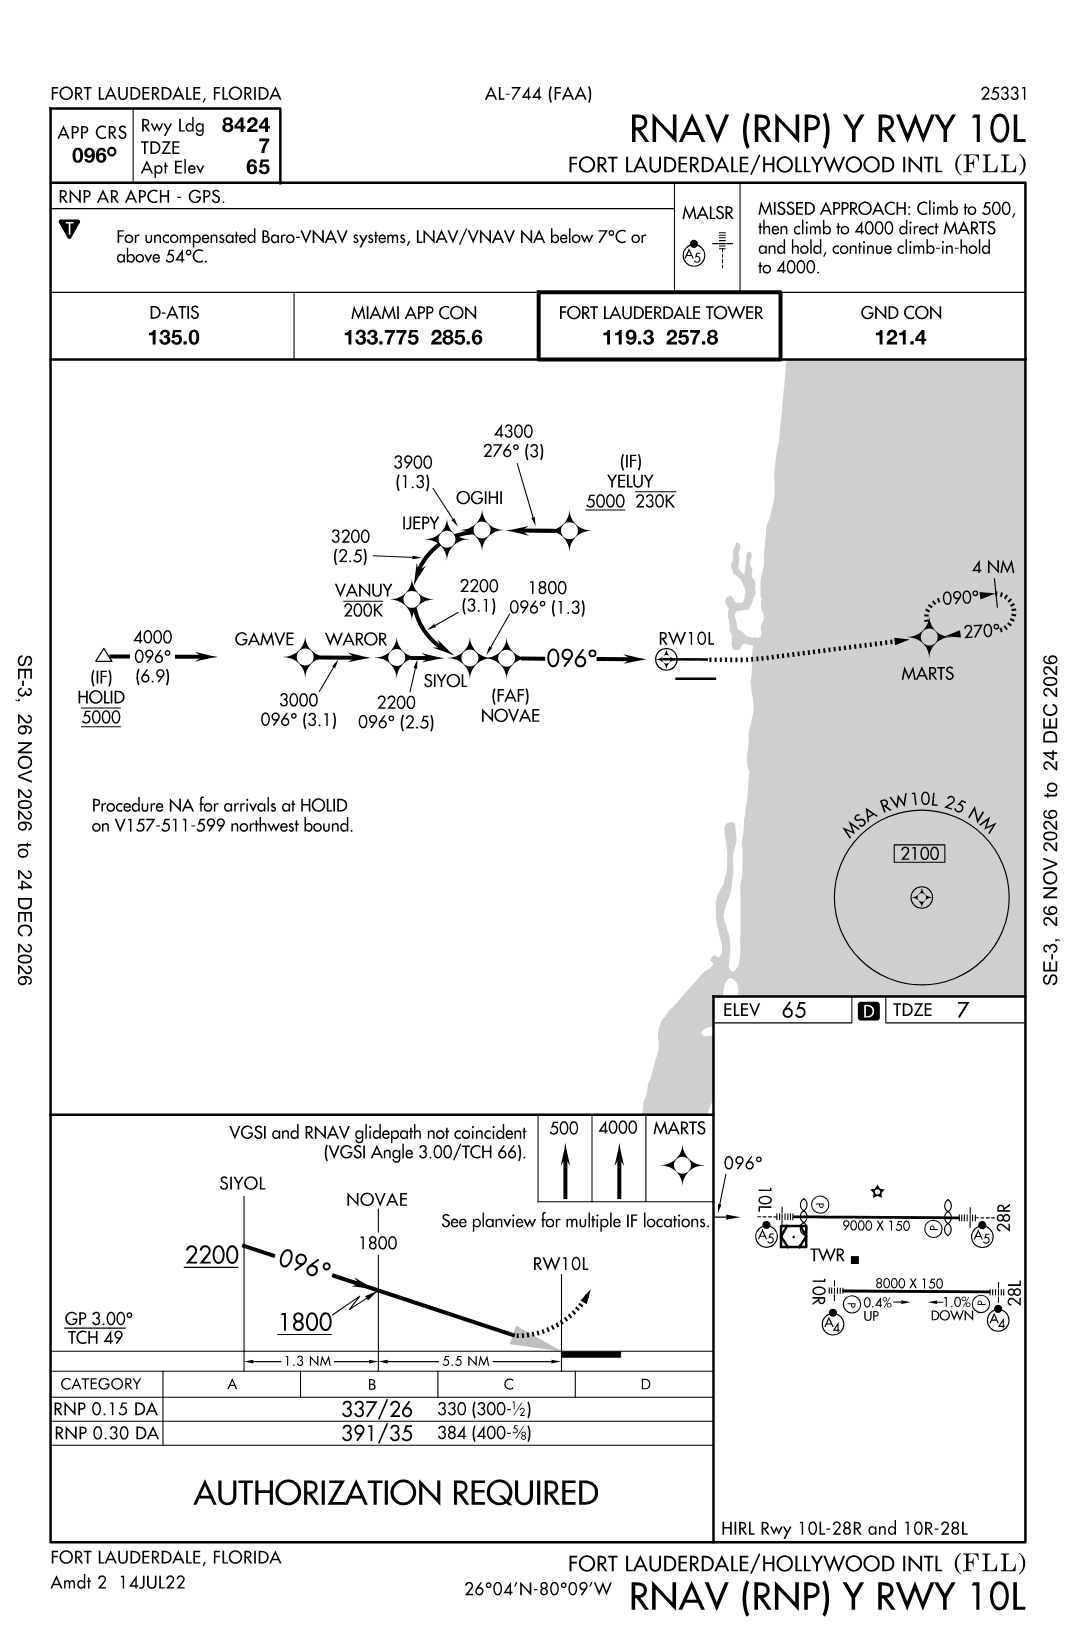 FORT LAUDERDALE, FLORIDA
AL-744 (FAA)
25331
APP CRS
096°
Rwy Ldg 8424
TDZE 7
Apt Elev 65
RNAV (RNP) Y RWY 10L
FORT LAUDERDALE/HOLLYWOOD INTL (FLL)
RNP AR APCH - GPS.
T
For uncompensated Baro-VNAV systems, LNAV/VNAV NA below 7°C or
above 54°C.
MALSR
A5
MISSED APPROACH: Climb to 500,
then climb to 4000 direct MARTS
and hold, continue climb-in-hold
to 4000.
D-ATIS
135.0
MIAMI APP CON
133.775 285.6
FORT LAUDERDALE TOWER
119.3 257.8
GND CON
121.4
4300
276° (3)
3900
(1.3)
OGIHI
(IF)
YELUY
5000 230K
IJEPY
3200
(2.5)
VANUY
200K
2200
(3.1)
1800
096° (1.3)
4 NM
090°
270°
MARTS
4000
096°
(6.9)
(IF)
HOLID
5000
GAMVE
WAROR
3000
096° (3.1)
2200
096° (2.5)
SIYOL
(FAF)
NOVAE
096°
RW10L
Procedure NA for arrivals at HOLID
on V157-511-599 northwest bound.
MSA RW10L 25 NM
2100
SE-3, 26 NOV 2026 to 24 DEC 2026
SE-3, 26 NOV 2026 to 24 DEC 2026
ELEV 65
D
TDZE 7
096°
10L
28R
P
P
A5
A5
9000 X 150
TWR
10R
28L
8000 X 150
P
0.4%
UP
1.0%
DOWN
P
A4
A4
HIRL Rwy 10L-28R and 10R-28L
VGSI and RNAV glidepath not coincident
(VGSI Angle 3.00/TCH 66).
500
4000
MARTS
See planview for multiple IF locations.
SIYOL
NOVAE
1800
2200
096°
1800
RW10L
GP 3.00°
TCH 49
1.3 NM
5.5 NM
CATEGORY A B C D
RNP 0.15 DA 337/26 330 (300-½)
RNP 0.30 DA 391/35 384 (400-⅝)
AUTHORIZATION REQUIRED
FORT LAUDERDALE, FLORIDA
Amdt 2 14JUL22
26°04'N-80°09'W
FORT LAUDERDALE/HOLLYWOOD INTL (FLL)
RNAV (RNP) Y RWY 10L